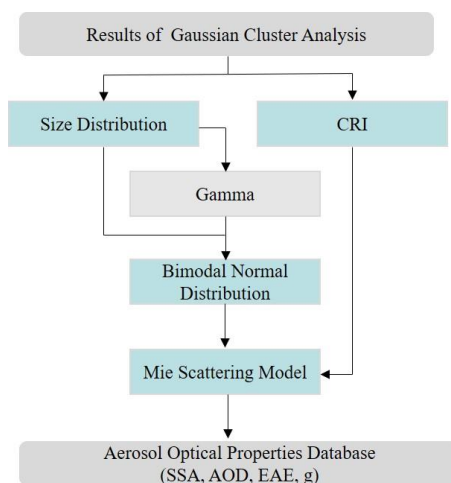 Results of Gaussian Cluster Analysis
Size Distribution
CRI
Gamma
Bimodal Normal
Distribution
Mie Scattering Model
Aerosol Optical Properties Database
(SSA, AOD, EAE, g)